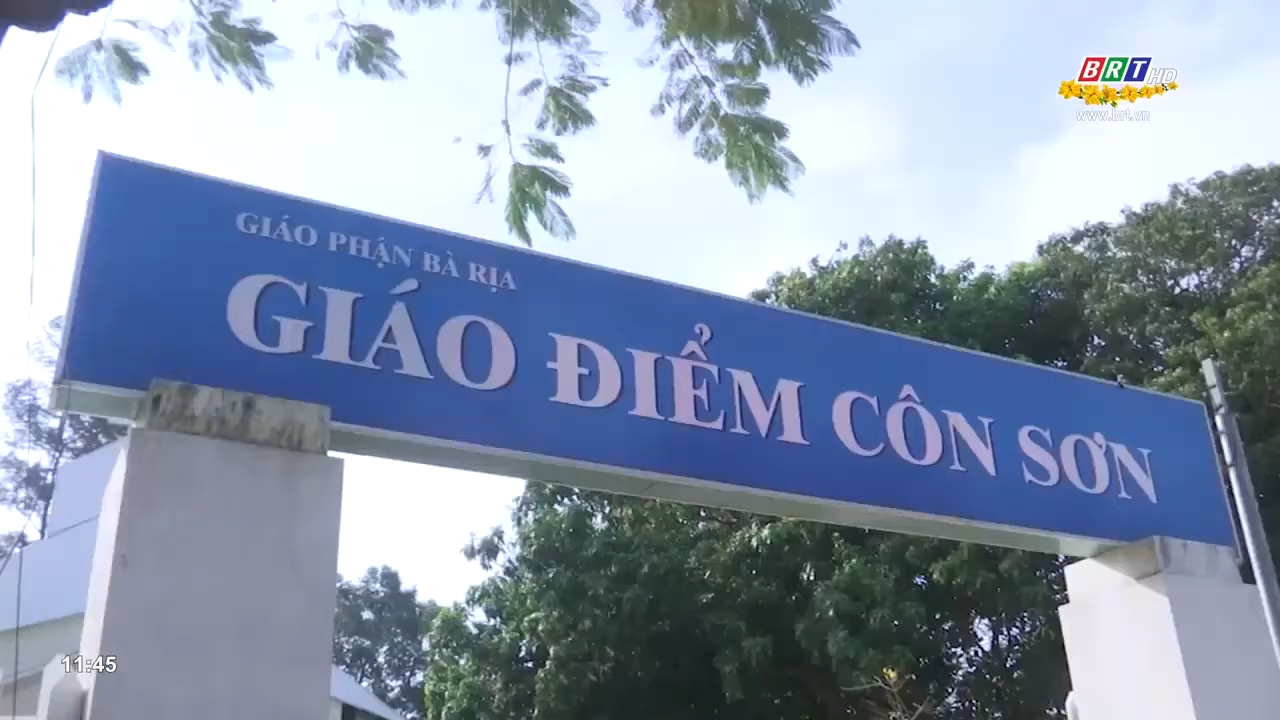 BRT HD
www.brt.vn
GIÁO PHẬN BÀ RỊA
GIÁO ĐIỂM CÔN SƠN
11:45